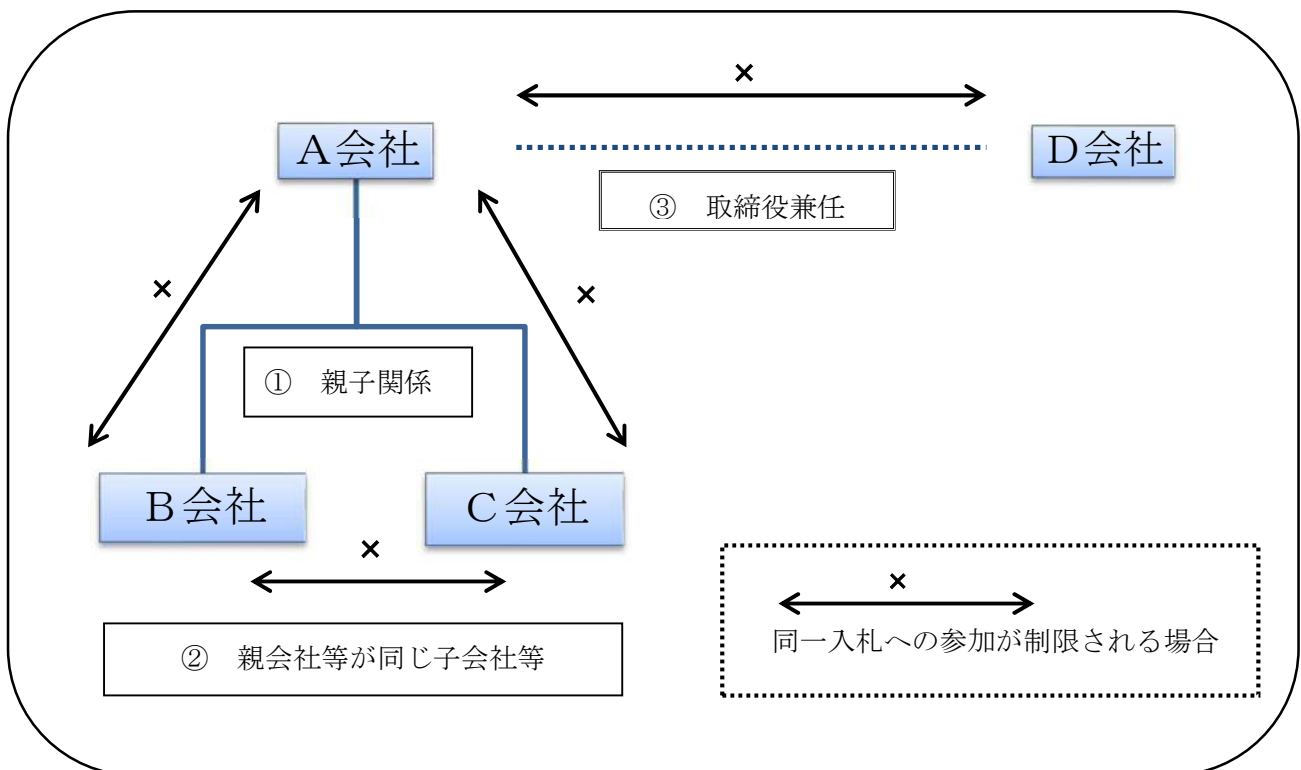 ×
A会社
D会社
③ 取締役兼任
×
×
① 親子関係
B会社
C会社
×
② 親会社等が同じ子会社等
×
同一入札への参加が制限される場合